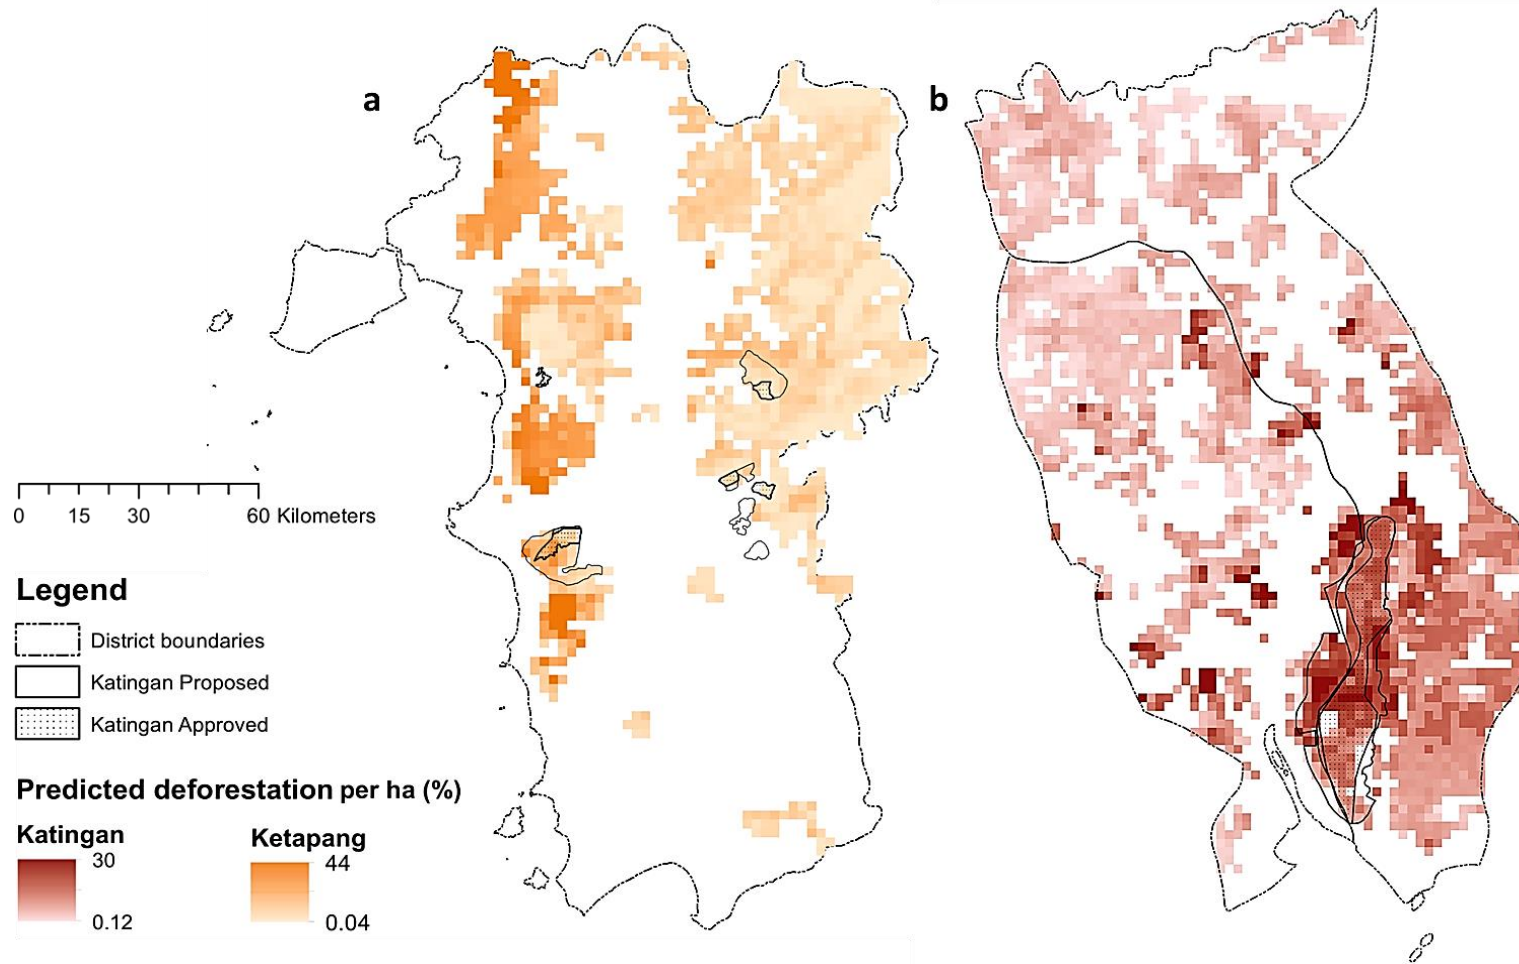 a
b
0 15 30 60 Kilometers
Legend
District boundaries
Katingan Proposed
Katingan Approved
Predicted deforestation per ha (%)
Katingan Ketapang
30 44
0.12 0.04